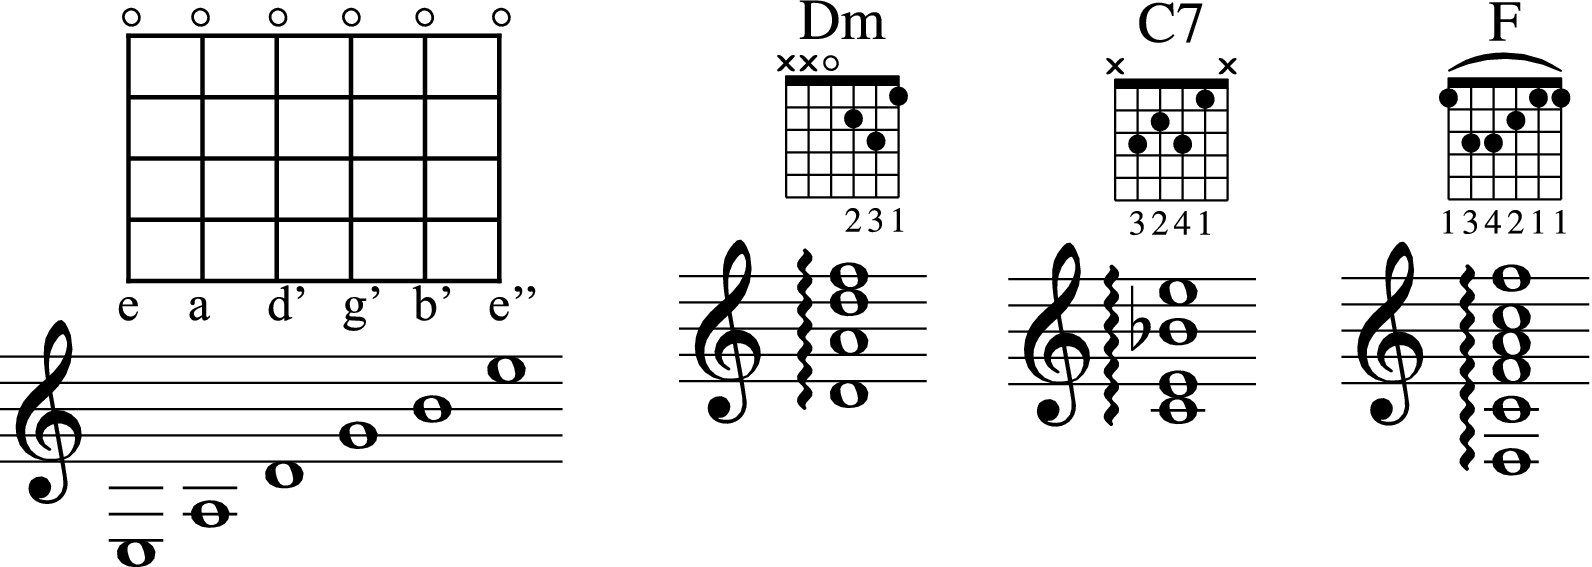 Dm C7 F
2 3 1 3 2 4 1 1 3 4 2 1 1
e a d’ g’ b’ e”